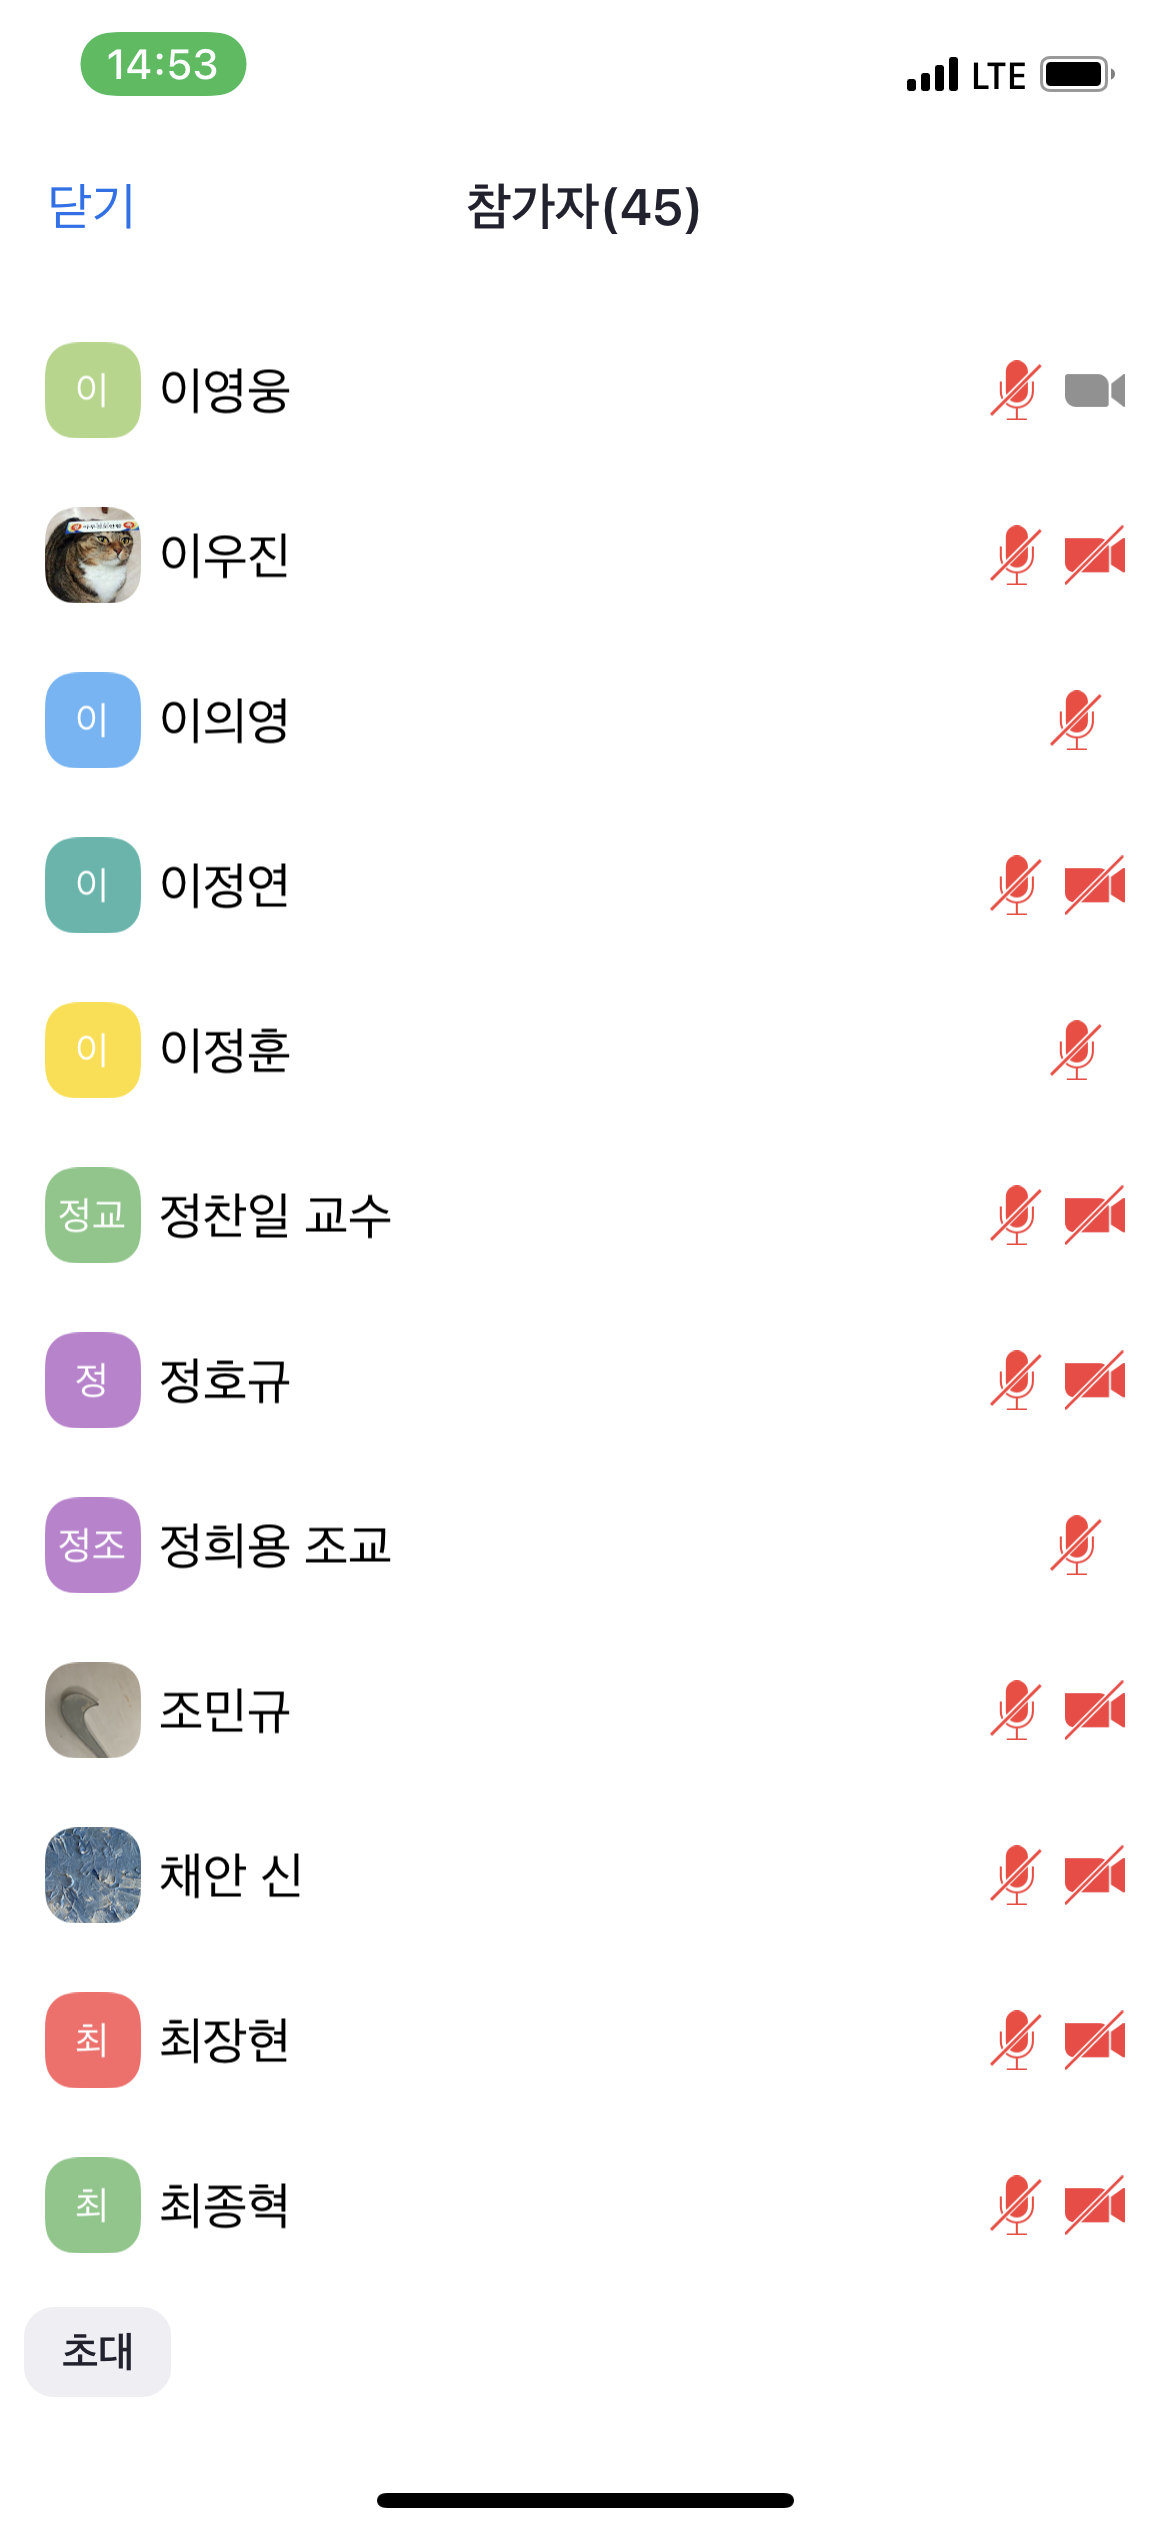 14:53 LTE
닫기 참가자(45)
이 이영웅
이우진
이 이의영
이 이정연
이 이정훈
정교 정찬일 교수
정 정호규
정조 정희용 조교
조민규
채안 신
최 최장현
최 최종혁
초대